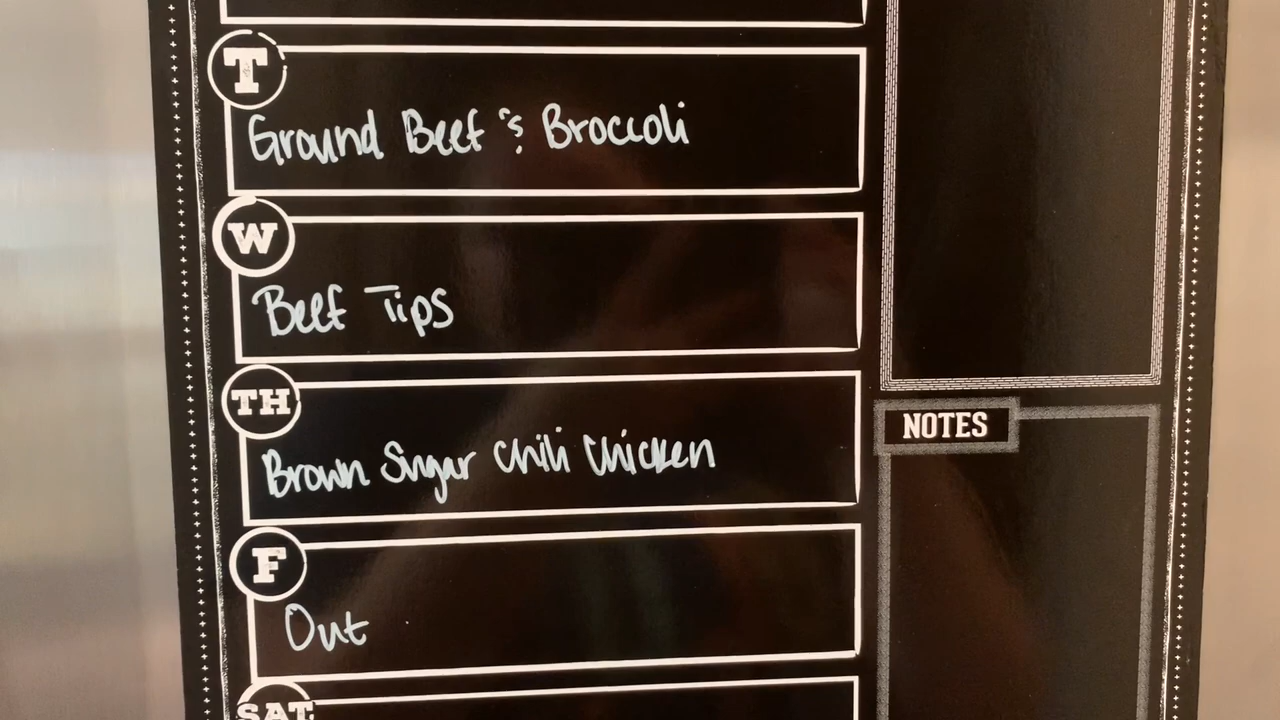 T
Ground Beef & Broccoli
W
Beef Tips
TH
Brown Sugar Chili Chicken
NOTES
F
Out
SAT